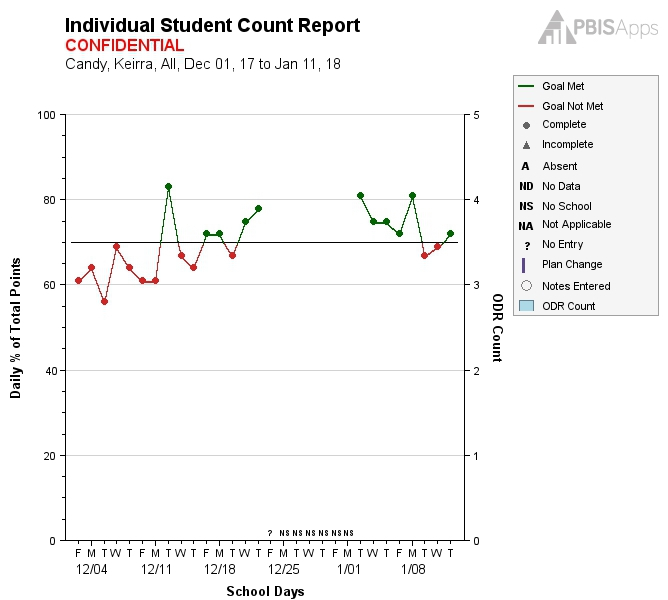 Individual Student Count Report
CONFIDENTIAL
Candy, Keirra, All, Dec 01, 17 to Jan 11, 18
PBISApps
Goal Met
Goal Not Met
Complete
Incomplete
A Absent
ND No Data
NS No School
NA Not Applicable
? No Entry
Plan Change
Notes Entered
ODR Count
Daily % of Total Points
100
80
60
40
20
0
5
4
3
2
1
0
ODR Count
? NS NS NS NS NS NS
F M T W T F M T W T F M T W T F M T W T F M T W T F M T W T
12/04 12/11 12/18 12/25 1/01 1/08
School Days